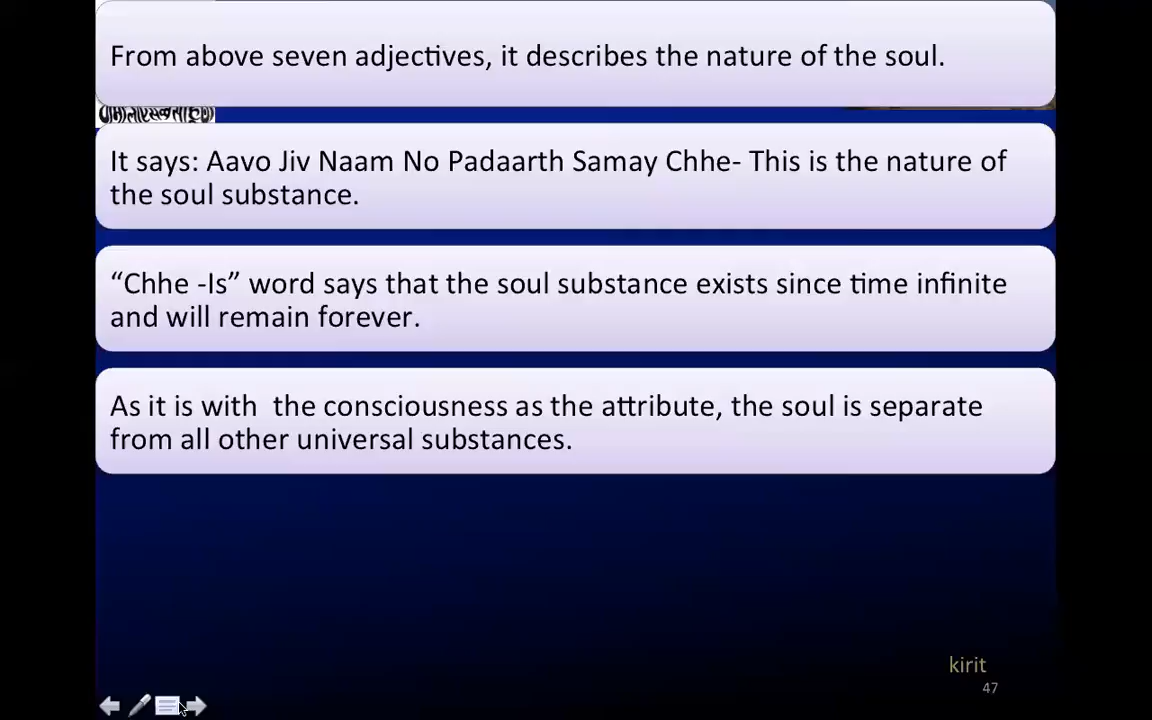 From above seven adjectives, it describes the nature of the soul.
It says: Aavo Jiv Naam No Padaarth Samay Chhe- This is the nature of
the soul substance.
“Chhe -Is” word says that the soul substance exists since time infinite
and will remain forever.
As it is with  the consciousness as the attribute, the soul is separate
from all other universal substances.
kirit
47